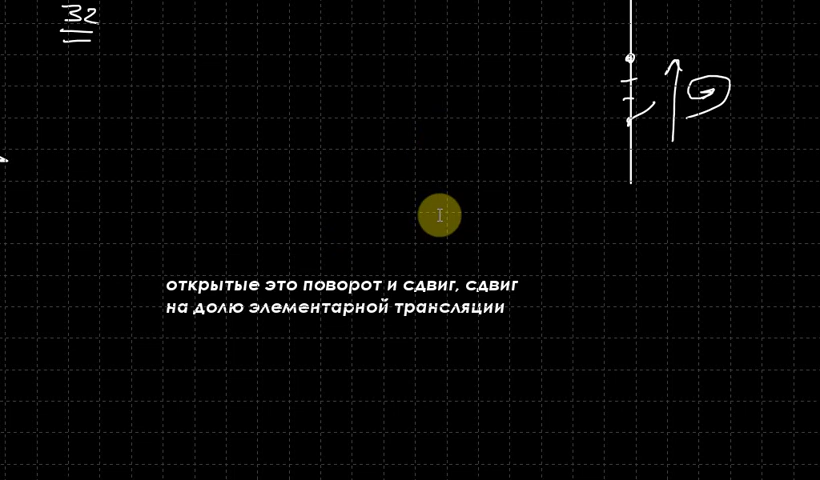 32
открытые это поворот и сдвиг, сдвиг
на долю элементарной трансляции